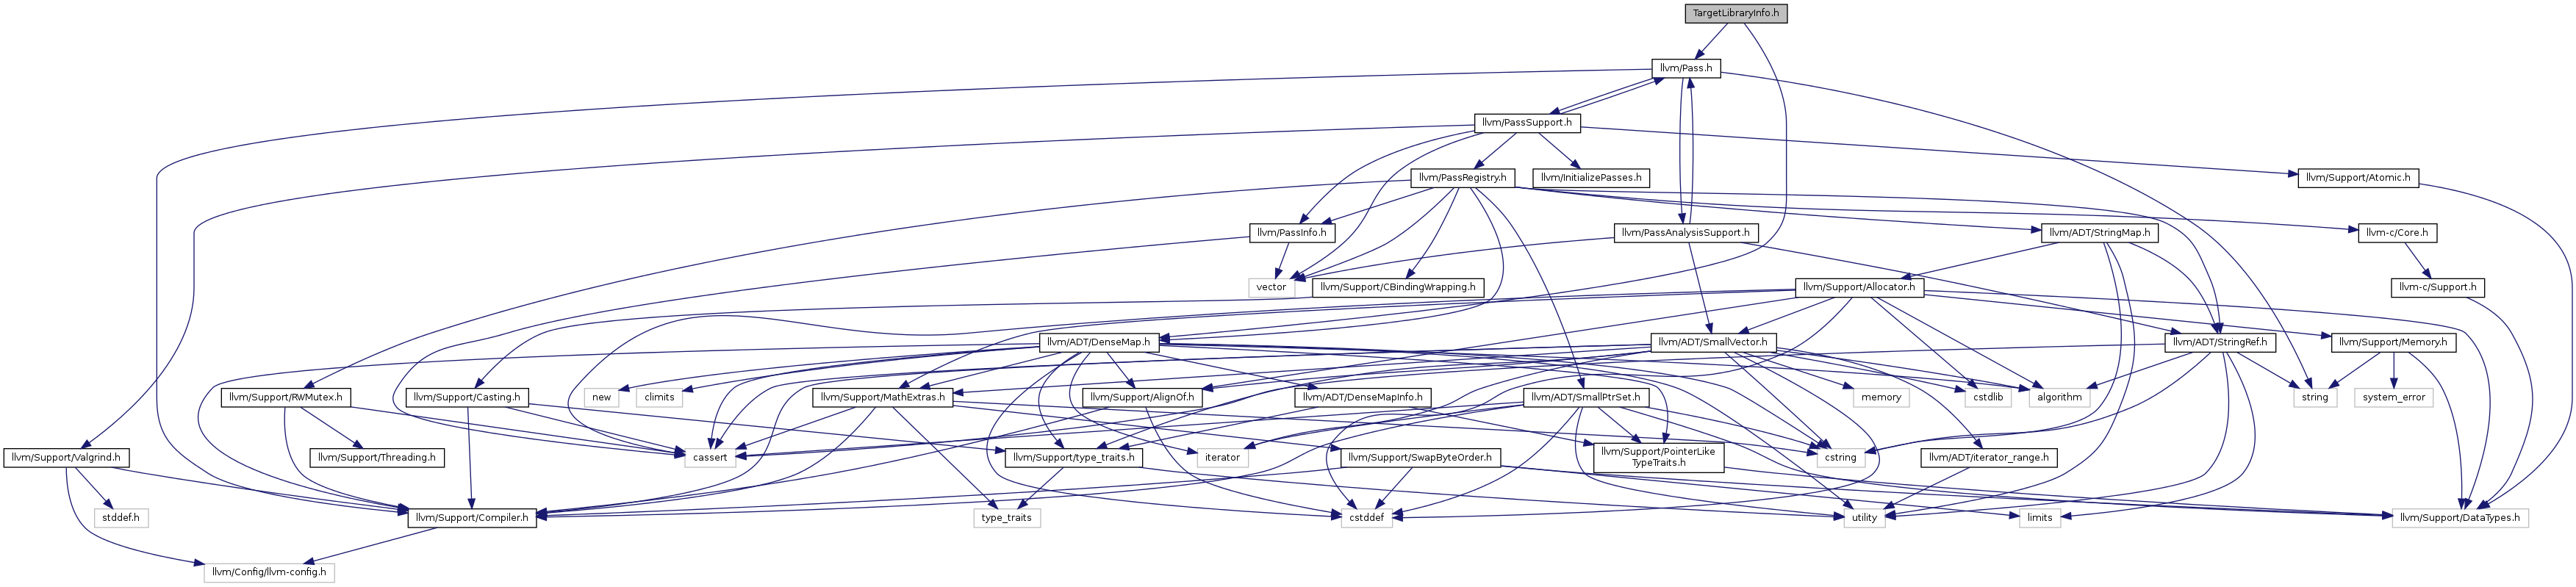 TargetLibraryInfo.h
llvm/Pass.h
llvm/PassSupport.h
llvm/PassRegistry.h
llvm/InitializePasses.h
llvm/Support/Atomic.h
llvm/PassInfo.h
llvm/PassAnalysisSupport.h
llvm/ADT/StringMap.h
llvm-c/Core.h
vector
llvm/Support/CBindingWrapping.h
llvm/Support/Allocator.h
llvm-c/Support.h
llvm/ADT/DenseMap.h
llvm/ADT/SmallVector.h
llvm/ADT/StringRef.h
llvm/Support/Memory.h
llvm/Support/RWMutex.h
llvm/Support/Casting.h
new
climits
llvm/Support/MathExtras.h
llvm/Support/AlignOf.h
llvm/ADT/DenseMapInfo.h
llvm/ADT/SmallPtrSet.h
memory
cstdlib
algorithm
string
system_error
llvm/Support/Valgrind.h
llvm/Support/Threading.h
cassert
llvm/Support/type_traits.h
iterator
llvm/Support/SwapByteOrder.h
llvm/Support/PointerLike
TypeTraits.h
cstring
llvm/ADT/iterator_range.h
stddef.h
llvm/Support/Compiler.h
type_traits
cstddef
utility
limits
llvm/Support/DataTypes.h
llvm/Config/llvm-config.h